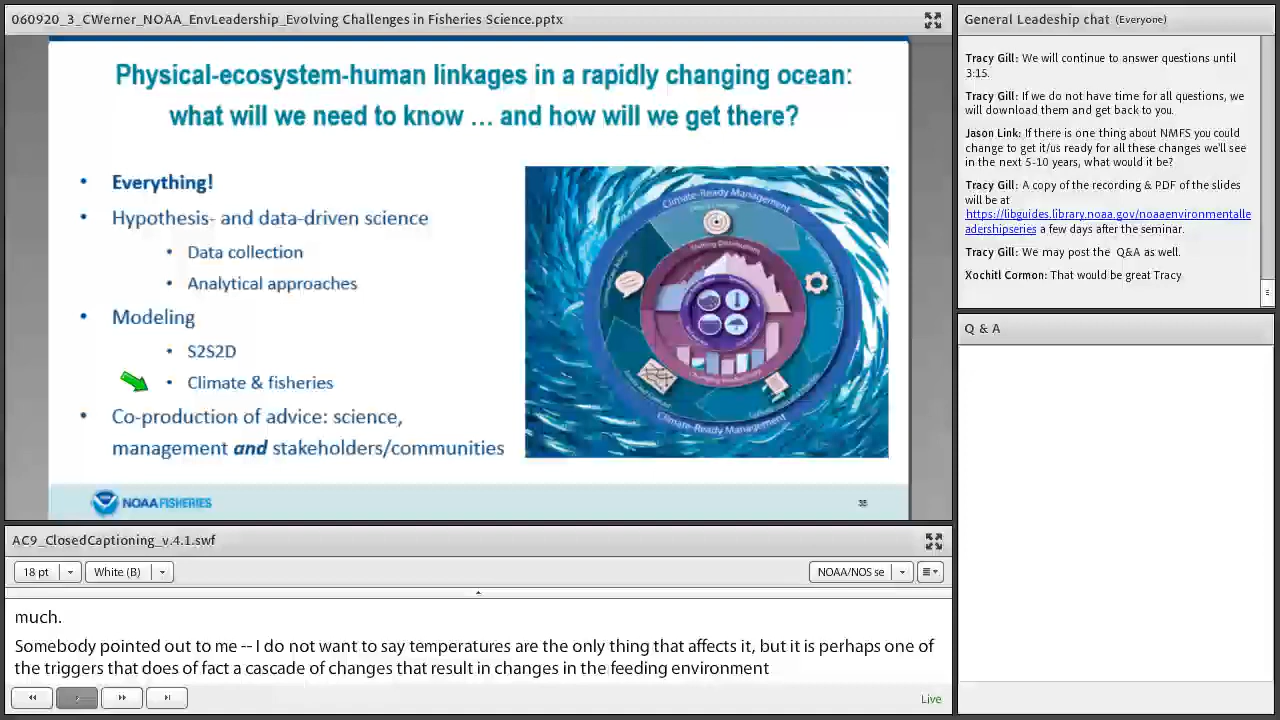 060920_3_CWerner_NOAA_EnvLeadership_Evolving Challenges in Fisheries Science.pptx
Physical-ecosystem-human linkages in a rapidly changing ocean:
what will we need to know ... and how will we get there?
• Everything!
• Hypothesis- and data-driven science
• Data collection
• Analytical approaches
• Modeling
• S2S2D
• Climate & fisheries
• Co-production of advice: science,
management and stakeholders/communities
Climate-Ready Management
Shifting Distributions
Changing Productivity
Climate-Ready Management
NOAA FISHERIES
35
AC9_ClosedCaptioning_v.4.1.swf
18 pt
White (B)
NOAA/NOS se
much.
Somebody pointed out to me -- I do not want to say temperatures are the only thing that affects it, but it is perhaps one of
the triggers that does of fact a cascade of changes that result in changes in the feeding environment
Live
General Leadeship chat (Everyone)
Tracy Gill: We will continue to answer questions until
3:15.
Tracy Gill: If we do not have time for all questions, we
will download them and get back to you.
Jason Link: If there is one thing about NMFS you could
change to get it/us ready for all these changes we'll see
in the next 5-10 years, what would it be?
Tracy Gill: A copy of the recording & PDF of the slides
will be at
https://libguides.library.noaa.gov/noaaenvironmentalle
adershipseries a few days after the seminar.
Tracy Gill: We may post the Q&A as well.
Xochitl Cormon: That would be great Tracy
Q & A